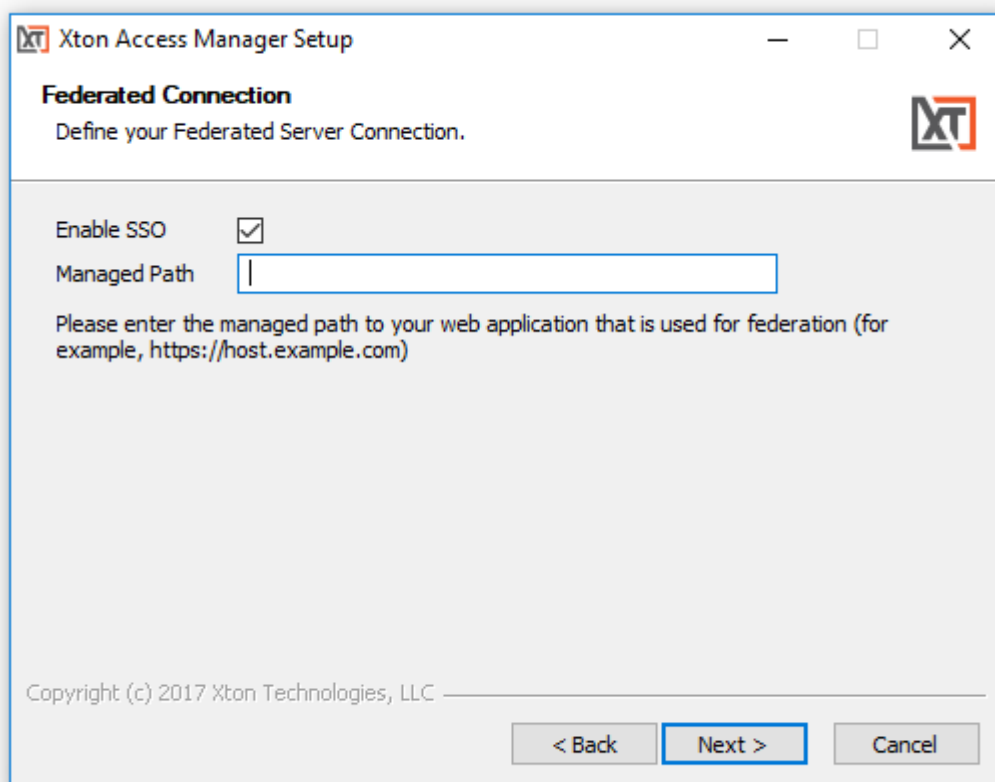 XT Xton Access Manager Setup
Federated Connection
Define your Federated Server Connection.
XT
Enable SSO
Managed Path
Please enter the managed path to your web application that is used for federation (for
example, https://host.example.com)
Copyright (c) 2017 Xton Technologies, LLC
< Back Next > Cancel